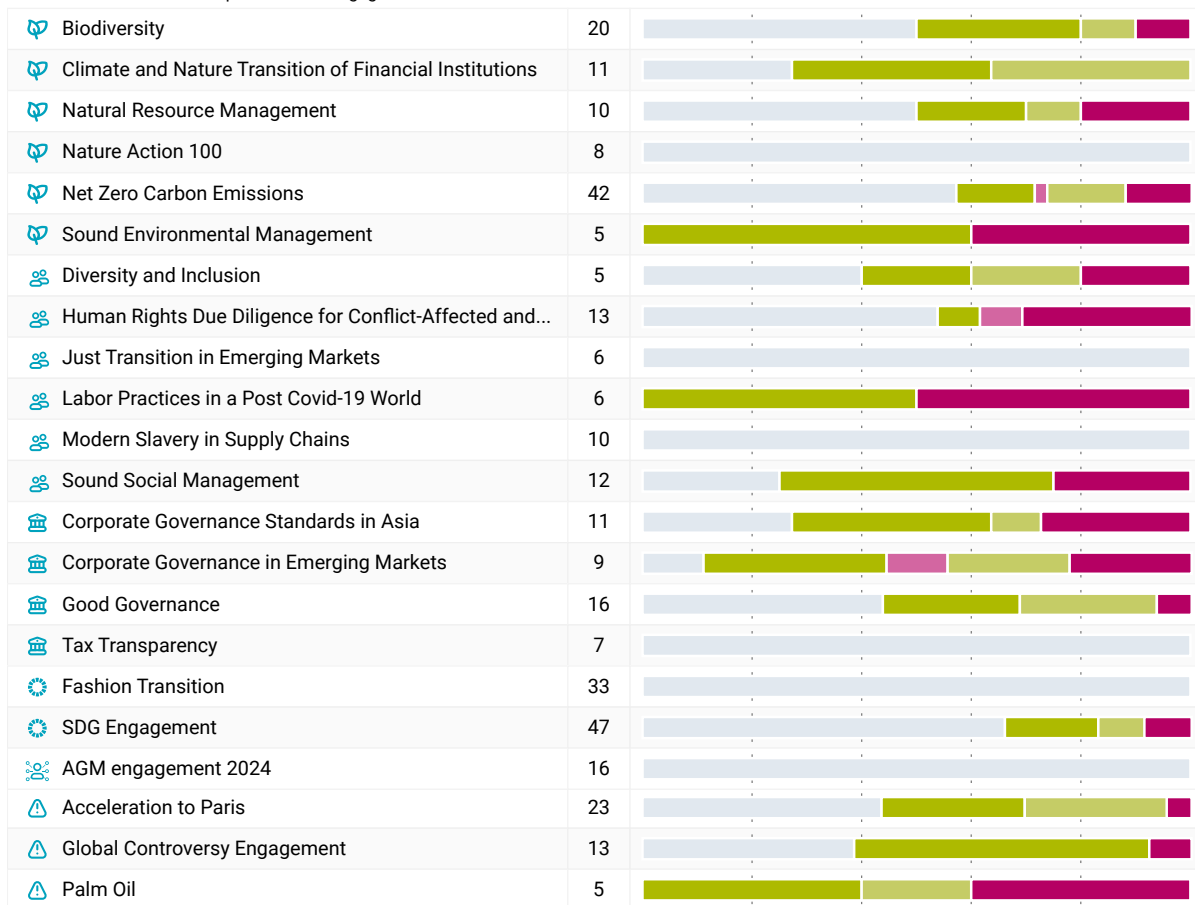 Biodiversity 20
Climate and Nature Transition of Financial Institutions 11
Natural Resource Management 10
Nature Action 100 8
Net Zero Carbon Emissions 42
Sound Environmental Management 5
Diversity and Inclusion 5
Human Rights Due Diligence for Conflict-Affected and... 13
Just Transition in Emerging Markets 6
Labor Practices in a Post Covid-19 World 6
Modern Slavery in Supply Chains 10
Sound Social Management 12
Corporate Governance Standards in Asia 11
Corporate Governance in Emerging Markets 9
Good Governance 16
Tax Transparency 7
Fashion Transition 33
SDG Engagement 47
AGM engagement 2024 16
Acceleration to Paris 23
Global Controversy Engagement 13
Palm Oil 5